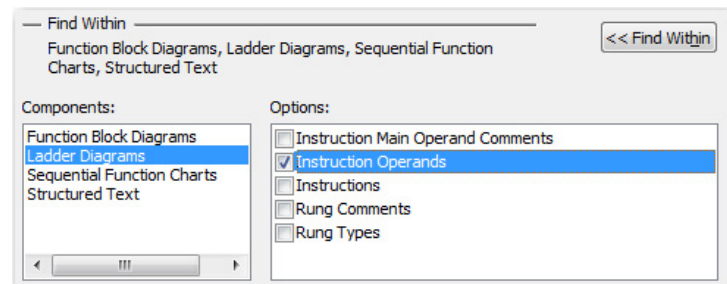 Find Within
<< Find Within
Function Block Diagrams, Ladder Diagrams, Sequential Function
Charts, Structured Text
Components:
Options:
Function Block Diagrams
Ladder Diagrams
Sequential Function Charts
Structured Text
Instruction Main Operand Comments
Instruction Operands
Instructions
Rung Comments
Rung Types